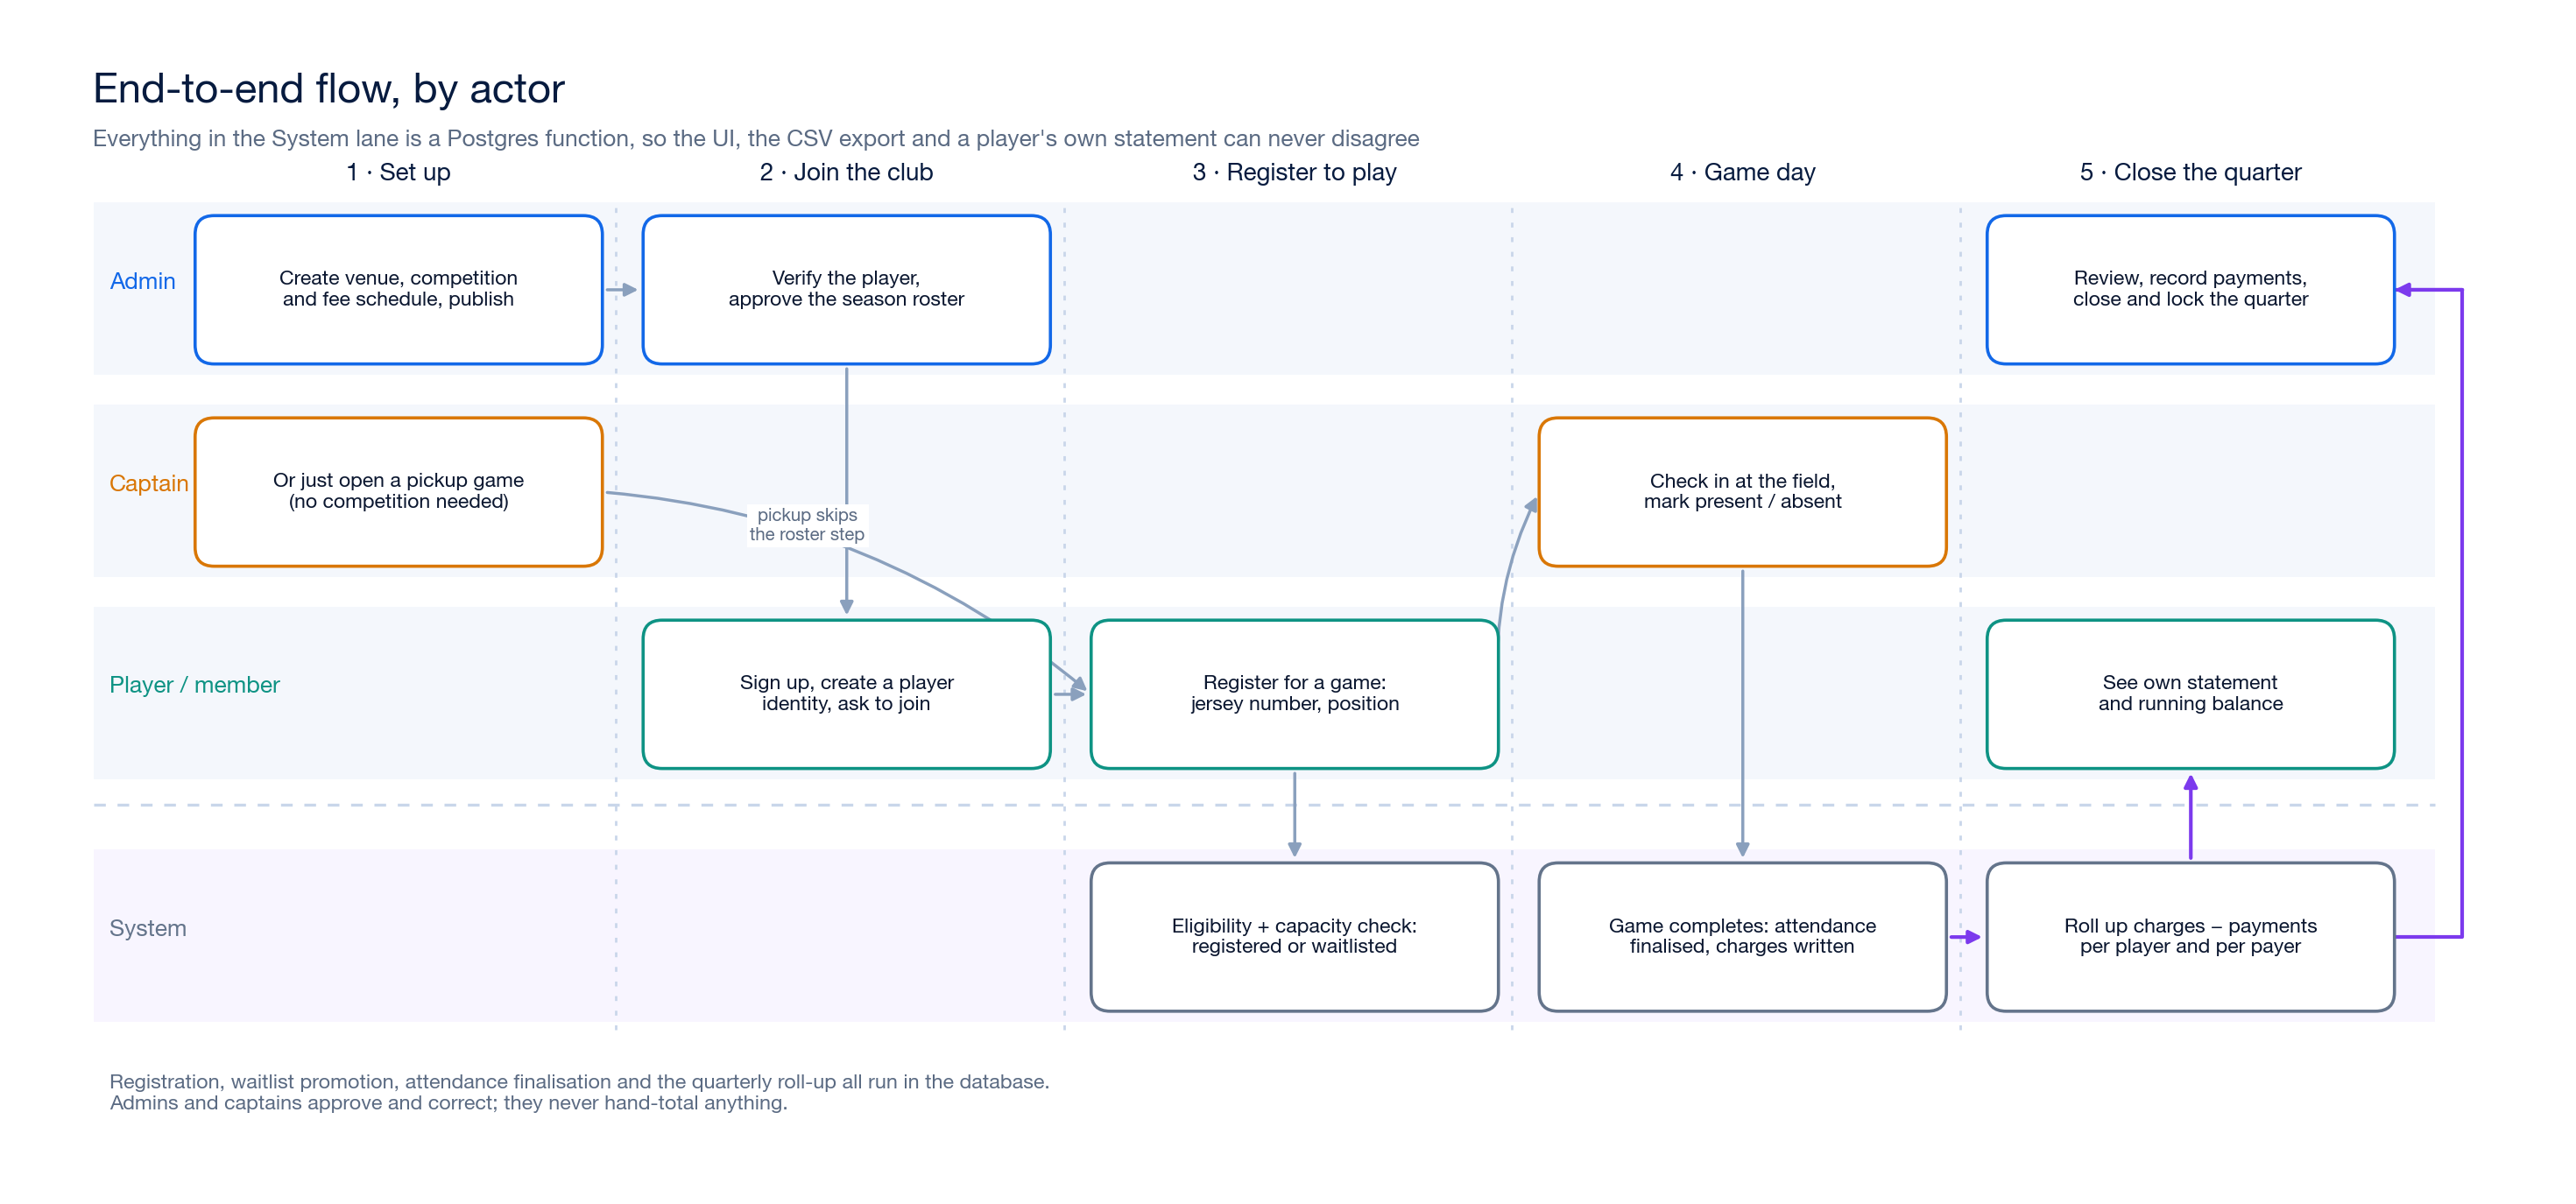 End-to-end flow, by actor
Everything in the System lane is a Postgres function, so the UI, the CSV export and a player's own statement can never disagree
1 · Set up
2 · Join the club
3 · Register to play
4 · Game day
5 · Close the quarter
Admin
Create venue, competition
and fee schedule, publish
Verify the player,
approve the season roster
Review, record payments,
close and lock the quarter
Captain
Or just open a pickup game
(no competition needed)
pickup skips
the roster step
Check in at the field,
mark present / absent
Player / member
Sign up, create a player
identity, ask to join
Register for a game:
jersey number, position
See own statement
and running balance
System
Eligibility + capacity check:
registered or waitlisted
Game completes: attendance
finalised, charges written
Roll up charges – payments
per player and per payer
Registration, waitlist promotion, attendance finalisation and the quarterly roll-up all run in the database.
Admins and captains approve and correct; they never hand-total anything.